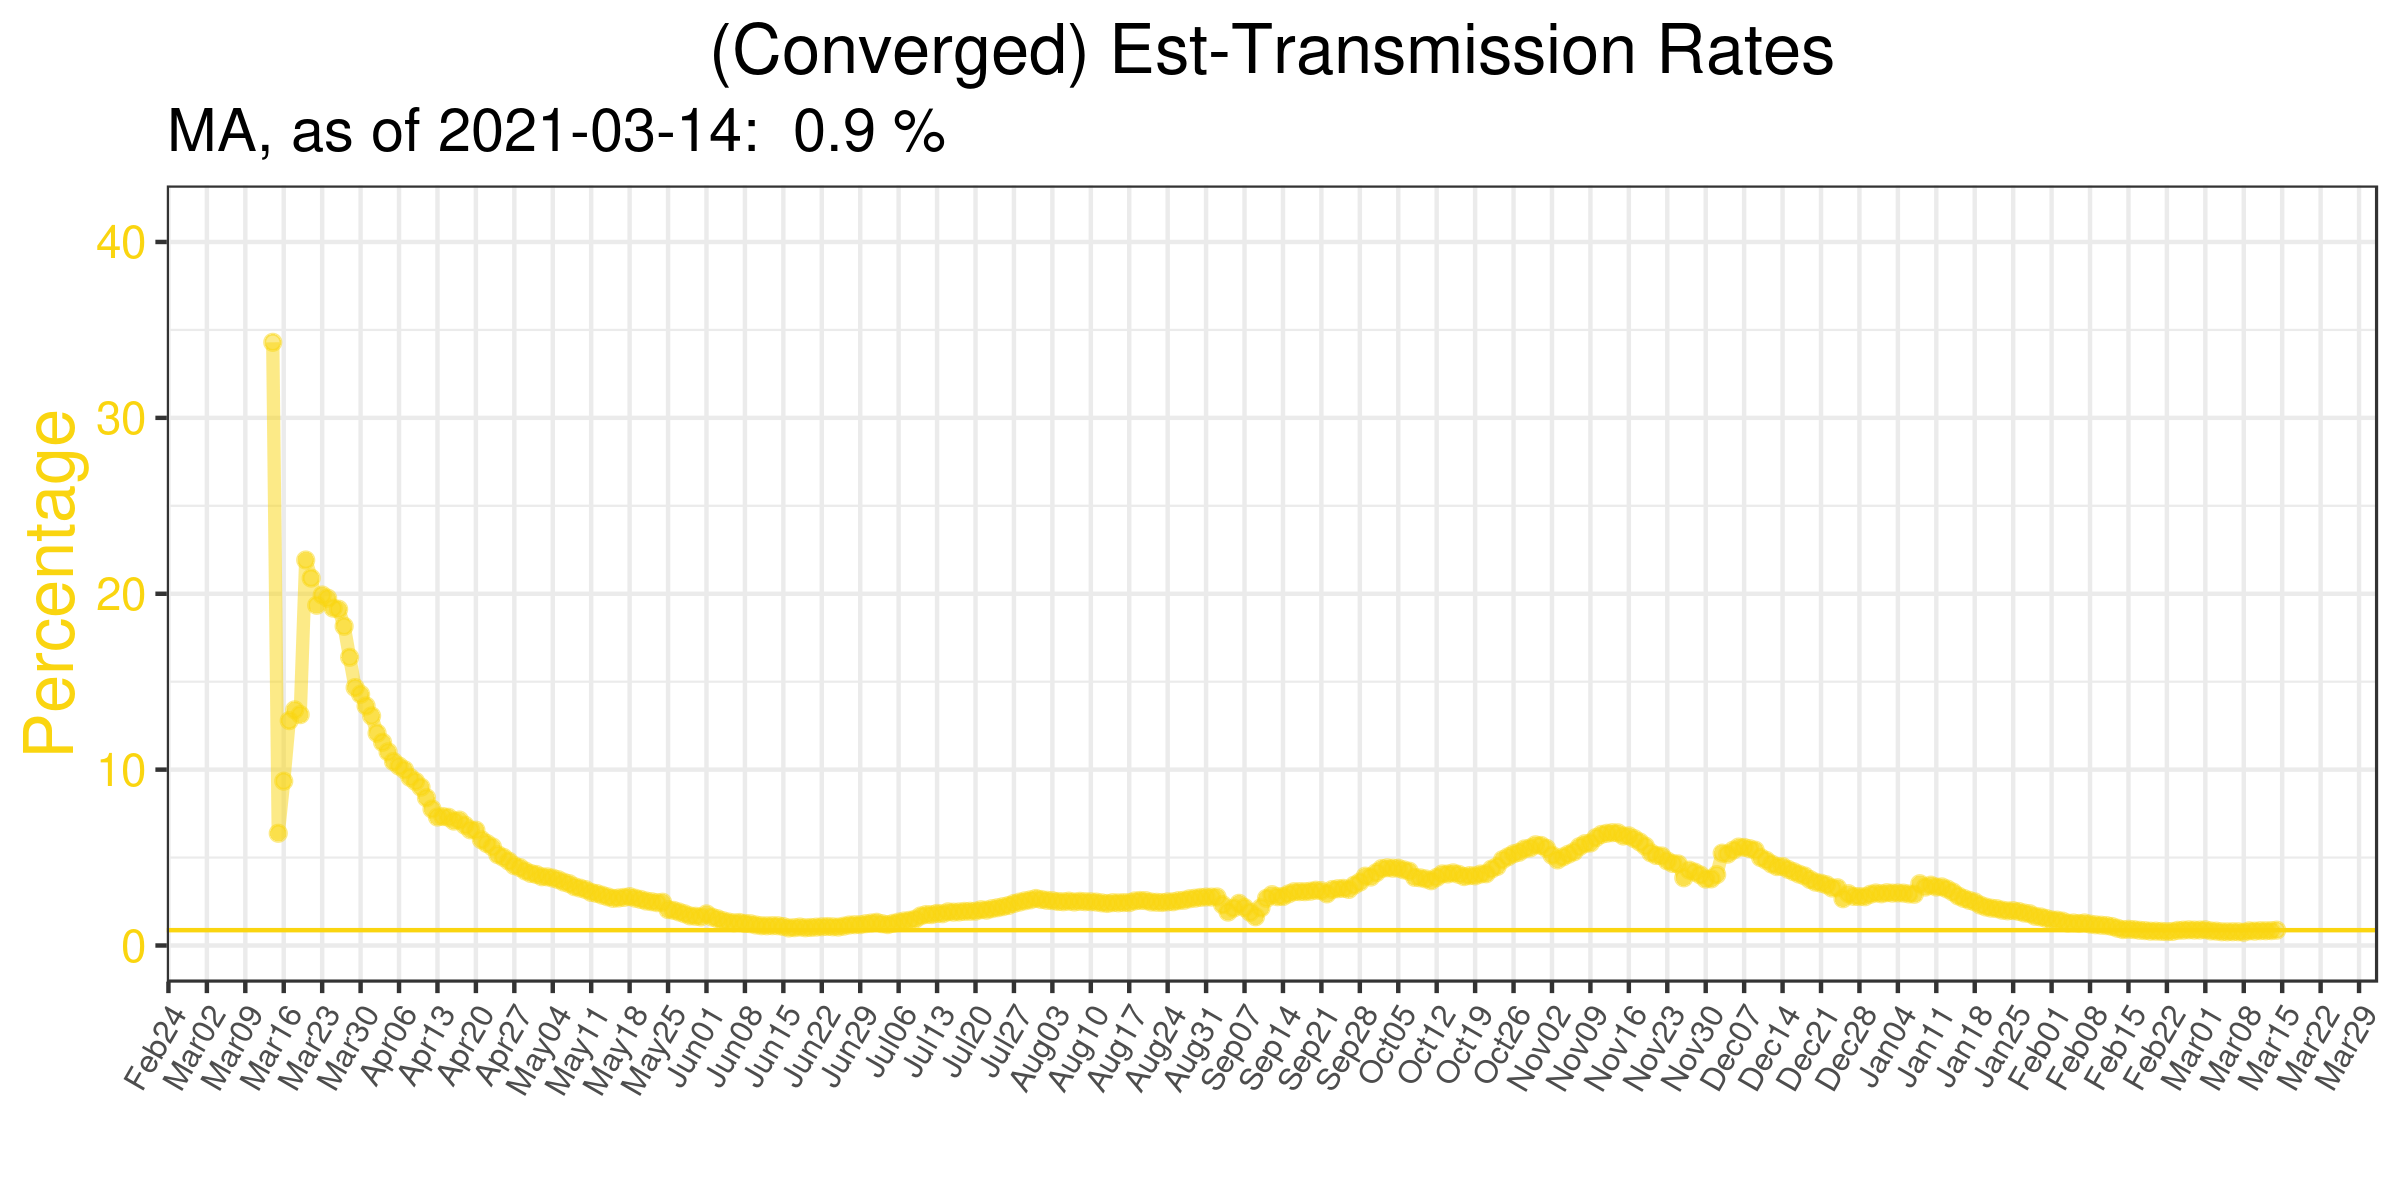 (Converged) Est-Transmission Rates
MA, as of 2021-03-14:  0.9 %
Percentage
40
30
20
10
0
Feb24
Mar02
Mar09
Mar16
Mar23
Mar30
Apr06
Apr13
Apr20
Apr27
May04
May11
May18
May25
Jun01
Jun08
Jun15
Jun22
Jun29
Jul06
Jul13
Jul20
Jul27
Aug03
Aug10
Aug17
Aug24
Aug31
Sep07
Sep14
Sep21
Sep28
Oct05
Oct12
Oct19
Oct26
Nov02
Nov09
Nov16
Nov23
Nov30
Dec07
Dec14
Dec21
Dec28
Jan04
Jan11
Jan18
Jan25
Feb01
Feb08
Feb15
Feb22
Mar01
Mar08
Mar15
Mar22
Mar29